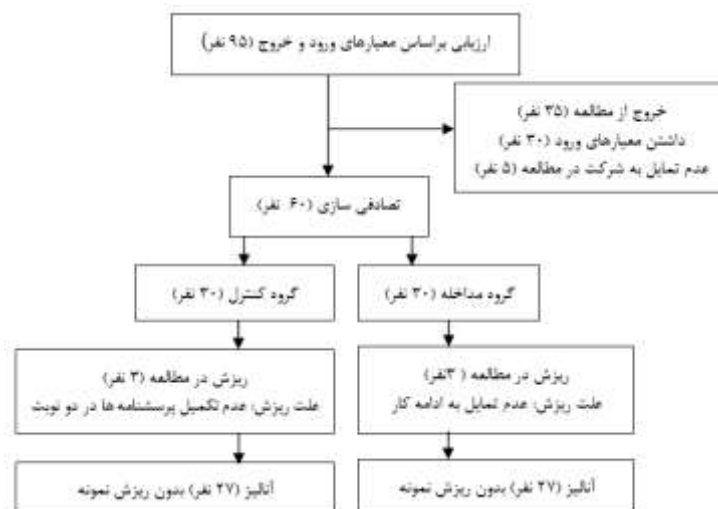 ارزیابی براساس معیارهای ورود و خروج (۹۵ نفر)
خروج از مطالعه (۳۵ نفر)
داشتن معیارهای ورود (۳۰ نفر)
عدم تمایل به شرکت در مطالعه (۵ نفر)
تصادفی سازی (۶۰ نفر)
گروه مداخله (۳۰ نفر)
گروه کنترل (۳۰ نفر)
ریزش در مطالعه (۳نفر)
علت ریزش: عدم تمایل به ادامه کار
ریزش در مطالعه (۳ نفر)
علت ریزش: عدم تکمیل پرسشنامه ها در دو نوبت
آنالیز (۲۷ نفر) بدون ریزش نمونه
آنالیز (۲۷ نفر) بدون ریزش نمونه